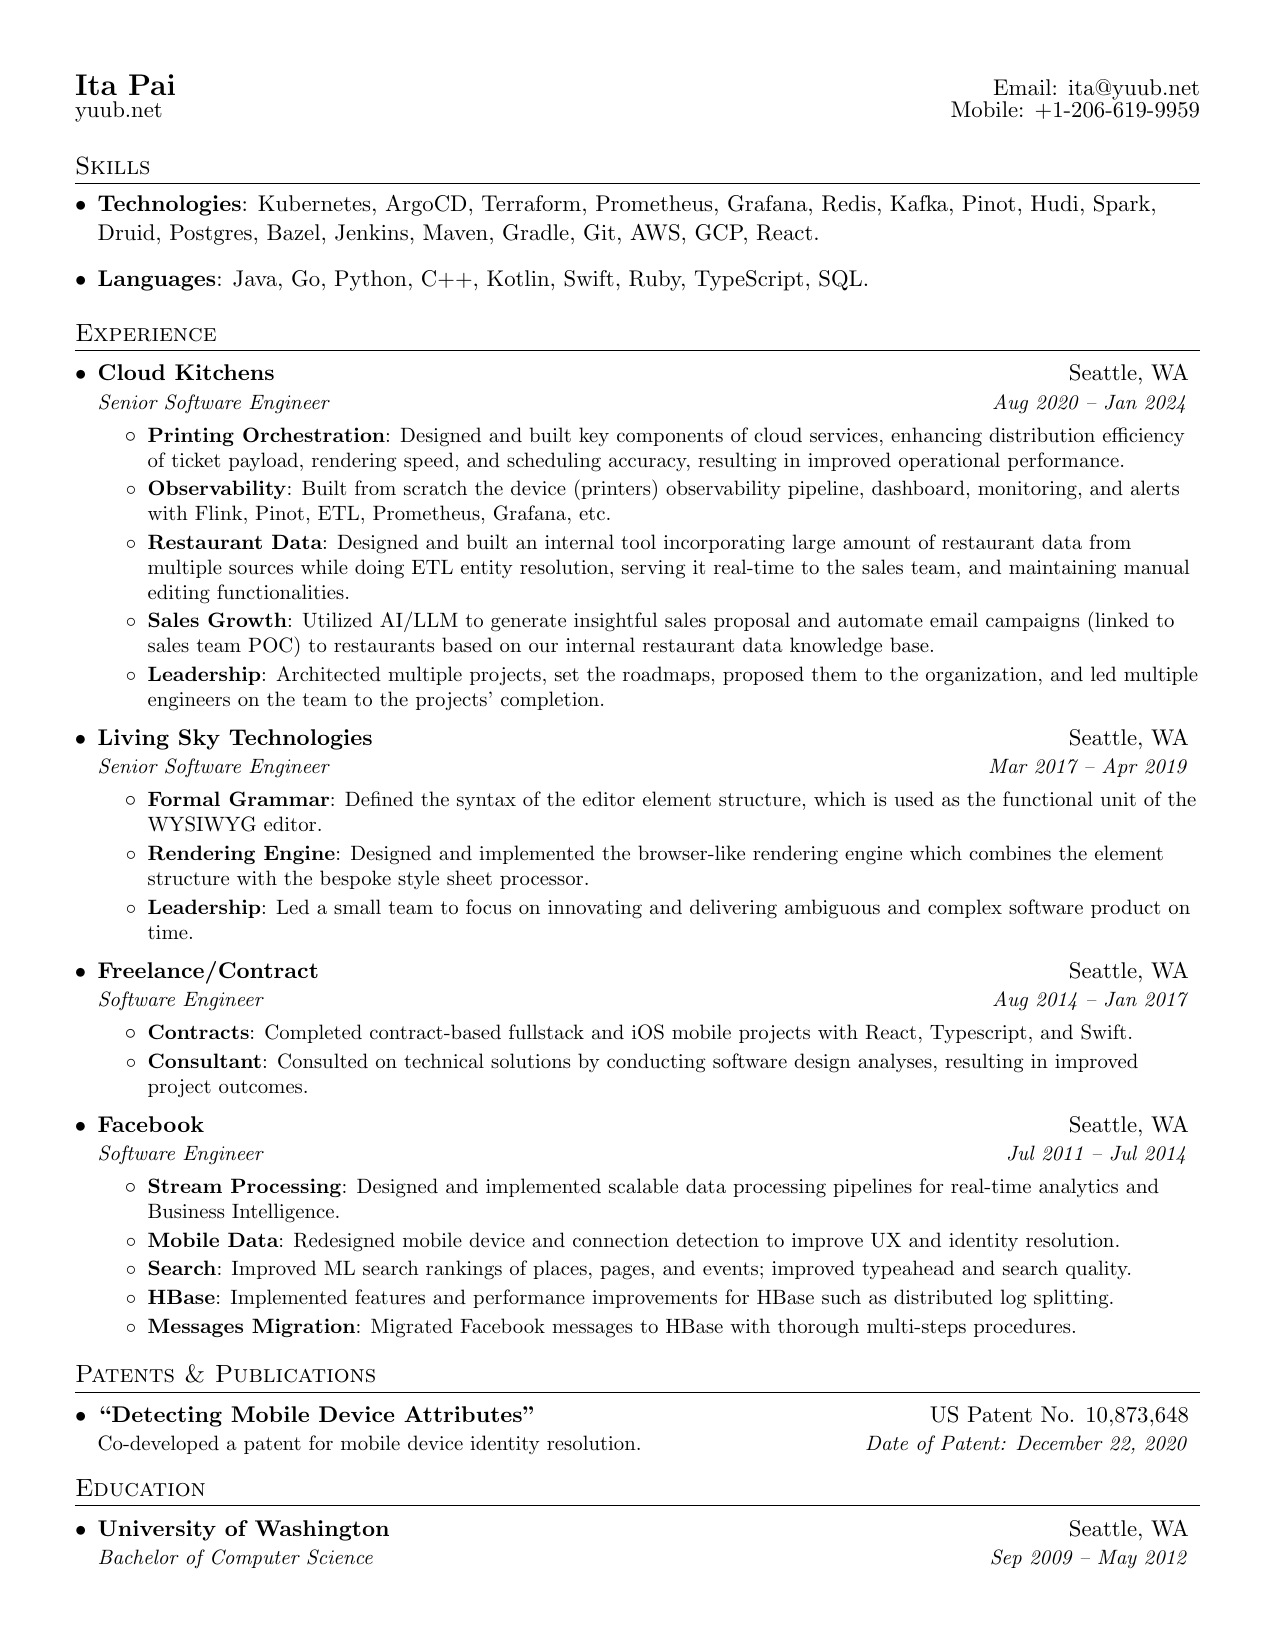 Ita Pai
Email: ita@yuub.net
yuub.net
Mobile: +1-206-619-9959
Skills
• Technologies: Kubernetes, ArgoCD, Terraform, Prometheus, Grafana, Redis, Kafka, Pinot, Hudi, Spark,
Druid, Postgres, Bazel, Jenkins, Maven, Gradle, Git, AWS, GCP, React.
• Languages: Java, Go, Python, C++, Kotlin, Swift, Ruby, TypeScript, SQL.
Experience
• Cloud Kitchens Seattle, WA
Senior Software Engineer Aug 2020 – Jan 2024
◦ Printing Orchestration: Designed and built key components of cloud services, enhancing distribution efficiency
of ticket payload, rendering speed, and scheduling accuracy, resulting in improved operational performance.
◦ Observability: Built from scratch the device (printers) observability pipeline, dashboard, monitoring, and alerts
with Flink, Pinot, ETL, Prometheus, Grafana, etc.
◦ Restaurant Data: Designed and built an internal tool incorporating large amount of restaurant data from
multiple sources while doing ETL entity resolution, serving it real-time to the sales team, and maintaining manual
editing functionalities.
◦ Sales Growth: Utilized AI/LLM to generate insightful sales proposal and automate email campaigns (linked to
sales team POC) to restaurants based on our internal restaurant data knowledge base.
◦ Leadership: Architected multiple projects, set the roadmaps, proposed them to the organization, and led multiple
engineers on the team to the projects' completion.
• Living Sky Technologies Seattle, WA
Senior Software Engineer Mar 2017 – Apr 2019
◦ Formal Grammar: Defined the syntax of the editor element structure, which is used as the functional unit of the
WYSIWYG editor.
◦ Rendering Engine: Designed and implemented the browser-like rendering engine which combines the element
structure with the bespoke style sheet processor.
◦ Leadership: Led a small team to focus on innovating and delivering ambiguous and complex software product on
time.
• Freelance/Contract Seattle, WA
Software Engineer Aug 2014 – Jan 2017
◦ Contracts: Completed contract-based fullstack and iOS mobile projects with React, Typescript, and Swift.
◦ Consultant: Consulted on technical solutions by conducting software design analyses, resulting in improved
project outcomes.
• Facebook Seattle, WA
Software Engineer Jul 2011 – Jul 2014
◦ Stream Processing: Designed and implemented scalable data processing pipelines for real-time analytics and
Business Intelligence.
◦ Mobile Data: Redesigned mobile device and connection detection to improve UX and identity resolution.
◦ Search: Improved ML search rankings of places, pages, and events; improved typeahead and search quality.
◦ HBase: Implemented features and performance improvements for HBase such as distributed log splitting.
◦ Messages Migration: Migrated Facebook messages to HBase with thorough multi-steps procedures.
Patents & Publications
• “Detecting Mobile Device Attributes” US Patent No. 10,873,648
Co-developed a patent for mobile device identity resolution. Date of Patent: December 22, 2020
Education
• University of Washington Seattle, WA
Bachelor of Computer Science Sep 2009 – May 2012